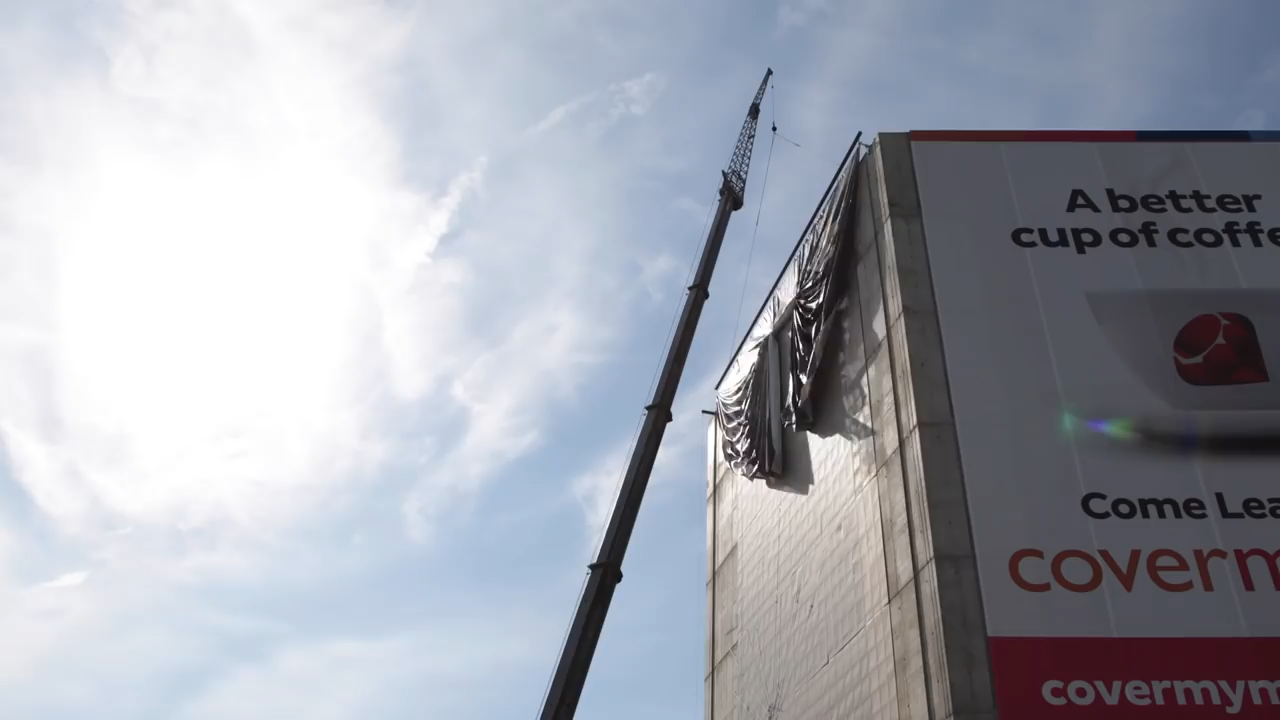 A better
cup of coffe
Come Lea
coverm
covermym